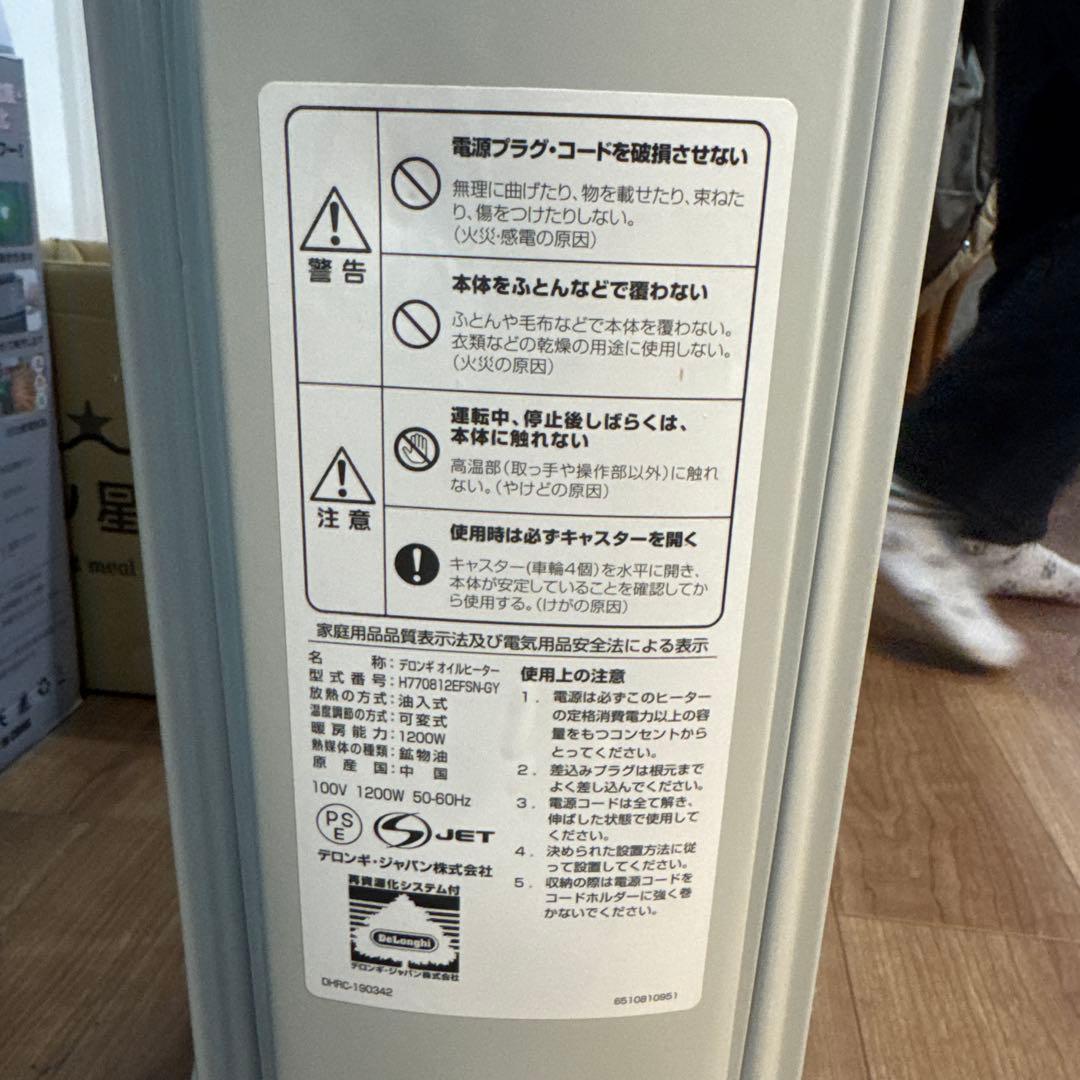 電源プラグ・コードを破損させない
無理に曲げたり、物を載せたり、束ねた
り、傷をつけたりしない。
(火災・感電の原因)
警告
本体をふとんなどで覆わない
ふとんや毛布などで本体を覆わない。
衣類などの乾燥の用途に使用しない。
(火災の原因)
運転中、停止後しばらくは、
本体に触れない
高温部(取っ手や操作部以外)に触れ
ない。(やけどの原因)
注意
使用時は必ずキャスターを開く
キャスター(車輪4個)を水平に開き、
本体が安定していることを確認してか
ら使用する。(けがの原因)
家庭用品品質表示法及び電気用品安全法による表示
名 称:デロンギ オイルヒーター
型式番号:H770812EFSN-GY
放熱の方式:油入式
温度調節の方式:可変式
暖房能力:1200W
熱媒体の種類:鉱物油
原産国:中 国
100V 1200W 50-60Hz
PS
E
JET
デロンギ・ジャパン株式会社
再資源化システム付
DeLonghi
デロンギ・ジャパン株式会社
DHRC-190342
使用上の注意
1. 電源は必ずこのヒーター
の定格消費電力以上の容
量をもつコンセントから
とってください。
2. 差込みプラグは根元まで
よく差し込んでください。
3. 電源コードは全て解き、
伸ばした状態で使用して
ください。
4. 決められた設置方法に従
って設置してください。
5. 収納の際は電源コードを
コードホルダーに強く巻
かないでください。
6510810951
星
meal